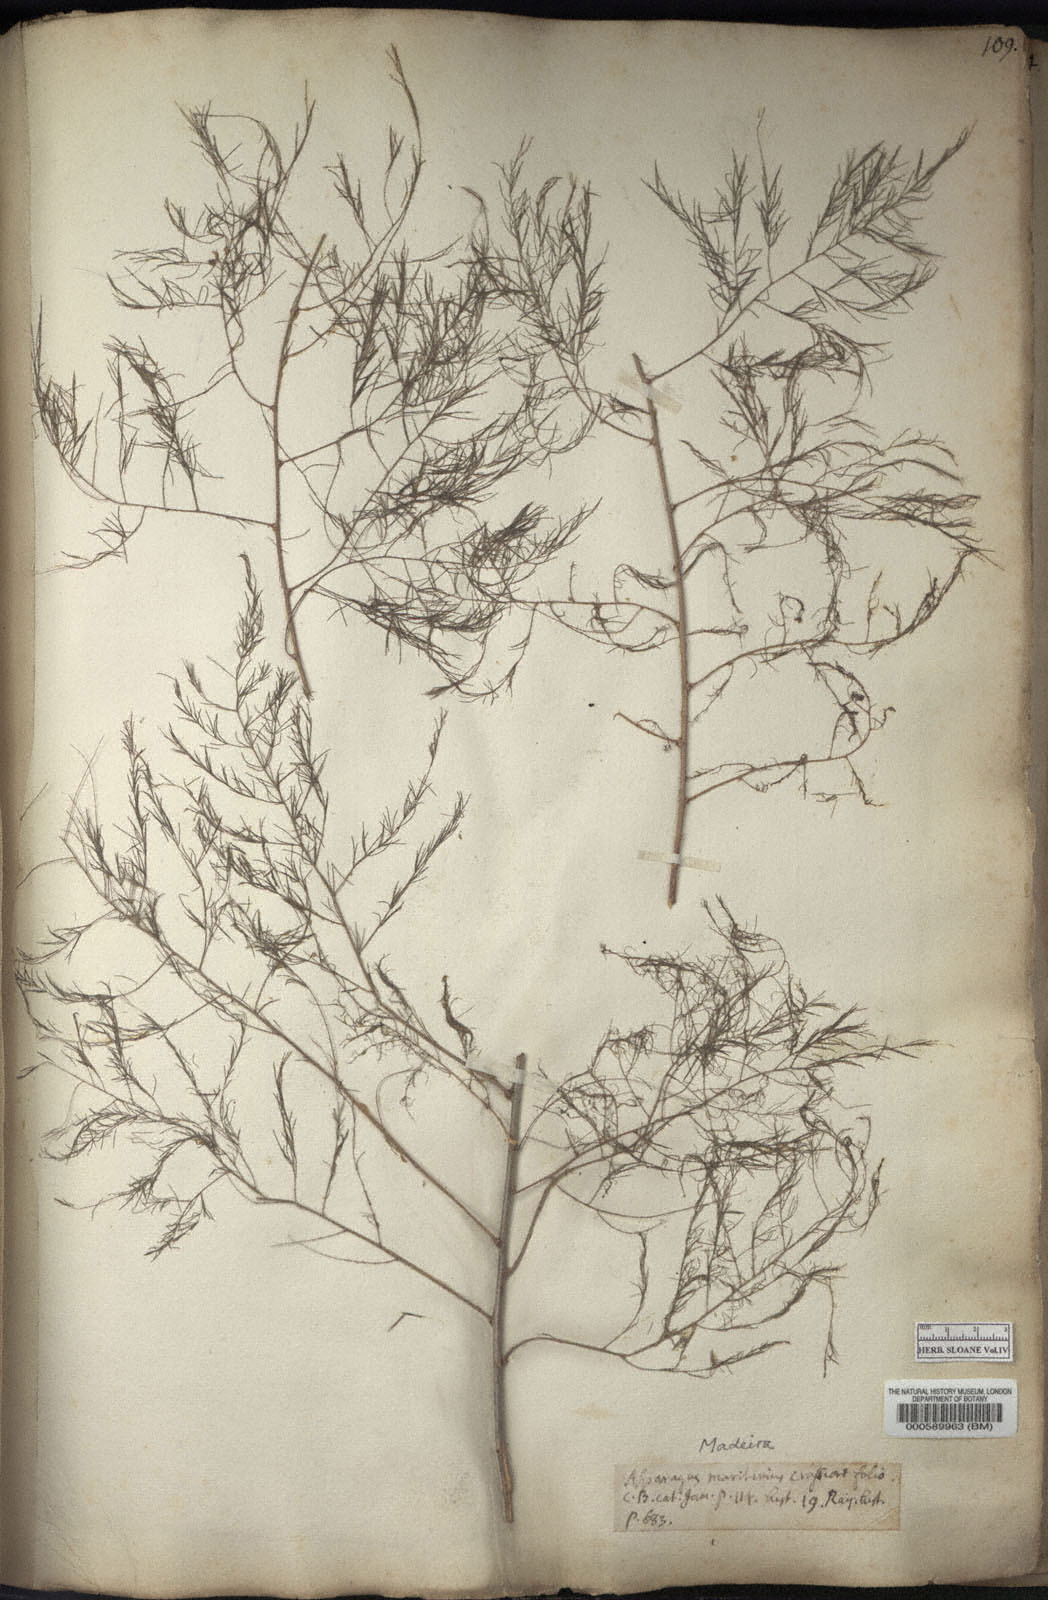 109.
HERB. SLOANE Vol.IV
THE NATURAL HISTORY MUSEUM, LONDON
DEPARTMENT OF BOTANY
000589963 (BM)
Madeira
Asparagus maritimus crassiore folio.
C.B. cat. Jam. p. 114. hist. 19. Ray. hist.
p. 683.